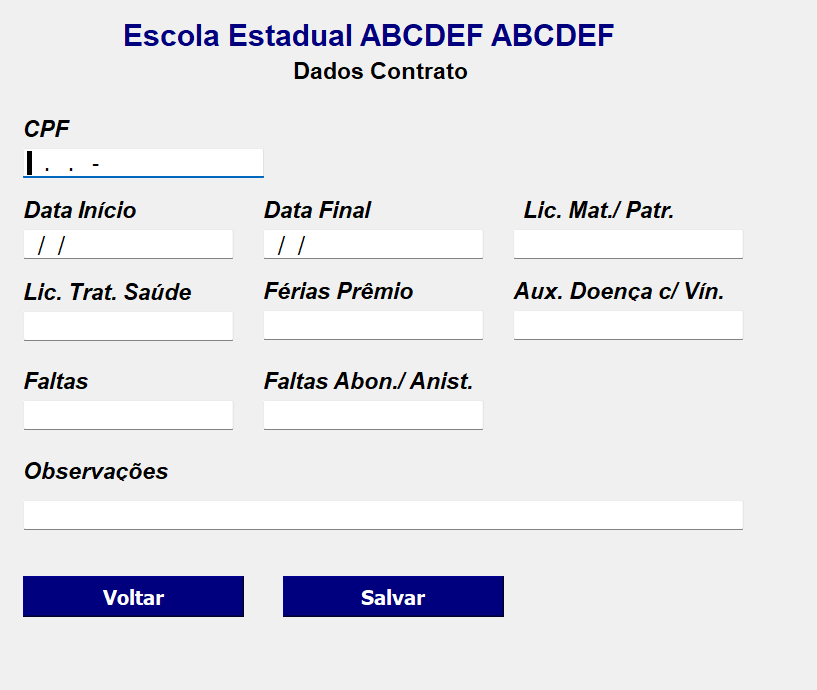 Escola Estadual ABCDEF ABCDEF
Dados Contrato
CPF
. . -
Data Início Data Final Lic. Mat./ Patr.
/ / / /
Lic. Trat. Saúde Férias Prêmio Aux. Doença c/ Vín.
Faltas Faltas Abon./ Anist.
Observações
Voltar Salvar